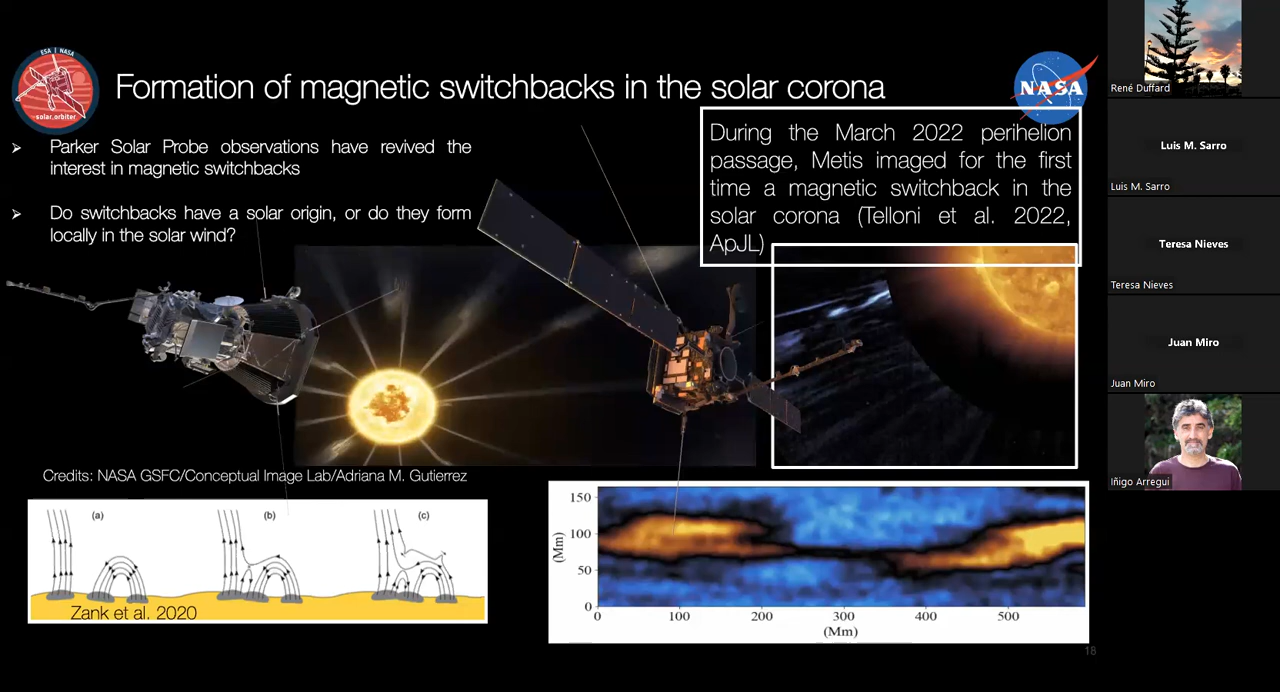 ESA | NASA
solar orbiter
Formation of magnetic switchbacks in the solar corona
NASA
Parker Solar Probe observations have revived the
interest in magnetic switchbacks
Do switchbacks have a solar origin, or do they form
locally in the solar wind?
During the March 2022 perihelion
passage, Metis imaged for the first
time a magnetic switchback in the
solar corona (Telloni et al. 2022,
ApJL)
Credits: NASA GSFC/Conceptual Image Lab/Adriana M. Gutierrez
(a)
(b)
(c)
Zank et al. 2020
150
100
50
0
(Mm)
0 100 200 300 400 500
(Mm)
18
René Duffard
Luis M. Sarro
Luis M. Sarro
Teresa Nieves
Teresa Nieves
Juan Miro
Juan Miro
Iñigo Arregui